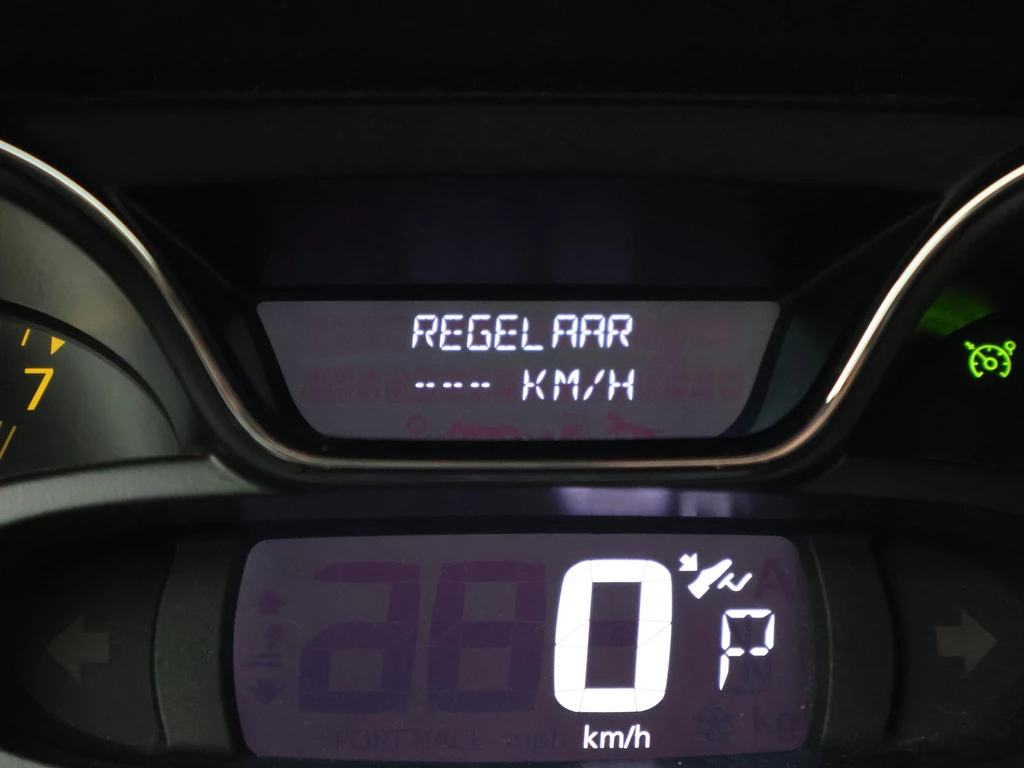 REGELAAR
--- KM/H
7
0
P
km/h